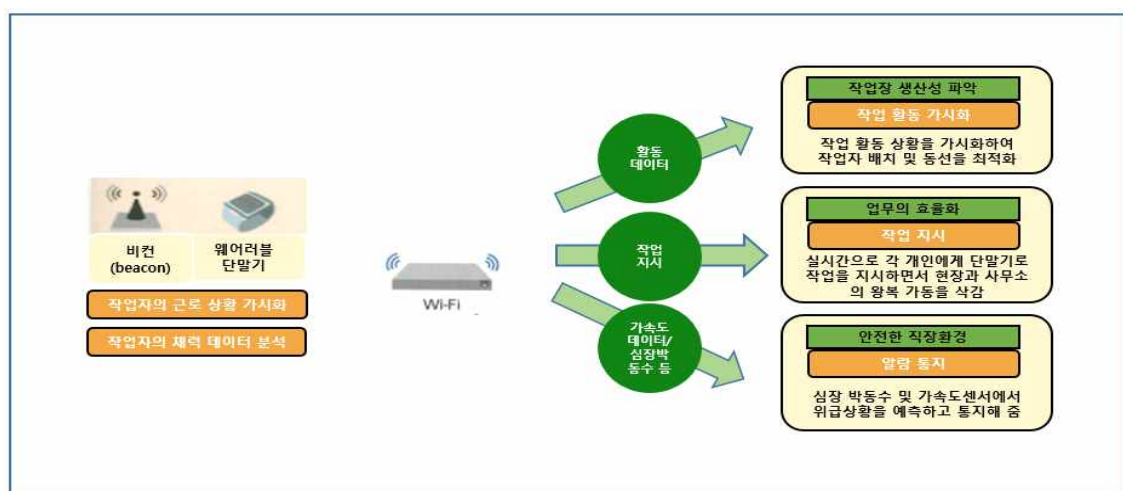 비컨
(beacon)
웨어러블
단말기
작업자의 근로 상황 가시화
작업자의 체력 데이터 분석
Wi-Fi
활동
데이터
작업
지시
가속도
데이터/
심장박
동수 등
작업장 생산성 파악
작업 활동 가시화
작업 활동 상황을 가시화하여
작업자 배치 및 동선을 최적화
업무의 효율화
작업 지시
실시간으로 각 개인에게 단말기로
작업을 지시하면서 현장과 사무소
의 왕복 가동을 삭감
안전한 직장환경
알람 통지
심장 박동수 및 가속도센서에서
위급상황을 예측하고 통지해 줌